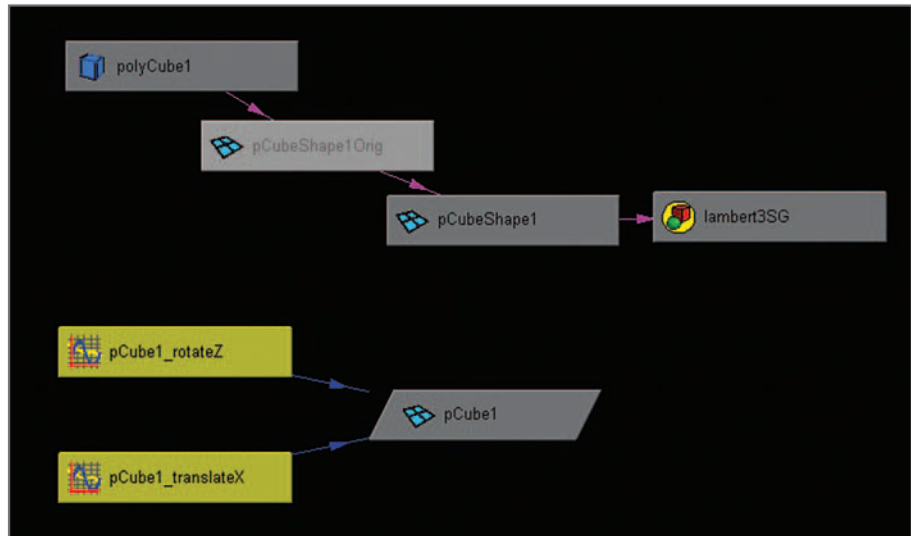 polyCube1
pCubeShape1Orig
pCubeShape1
lambert3SG
pCube1_rotateZ
pCube1
pCube1_translateX